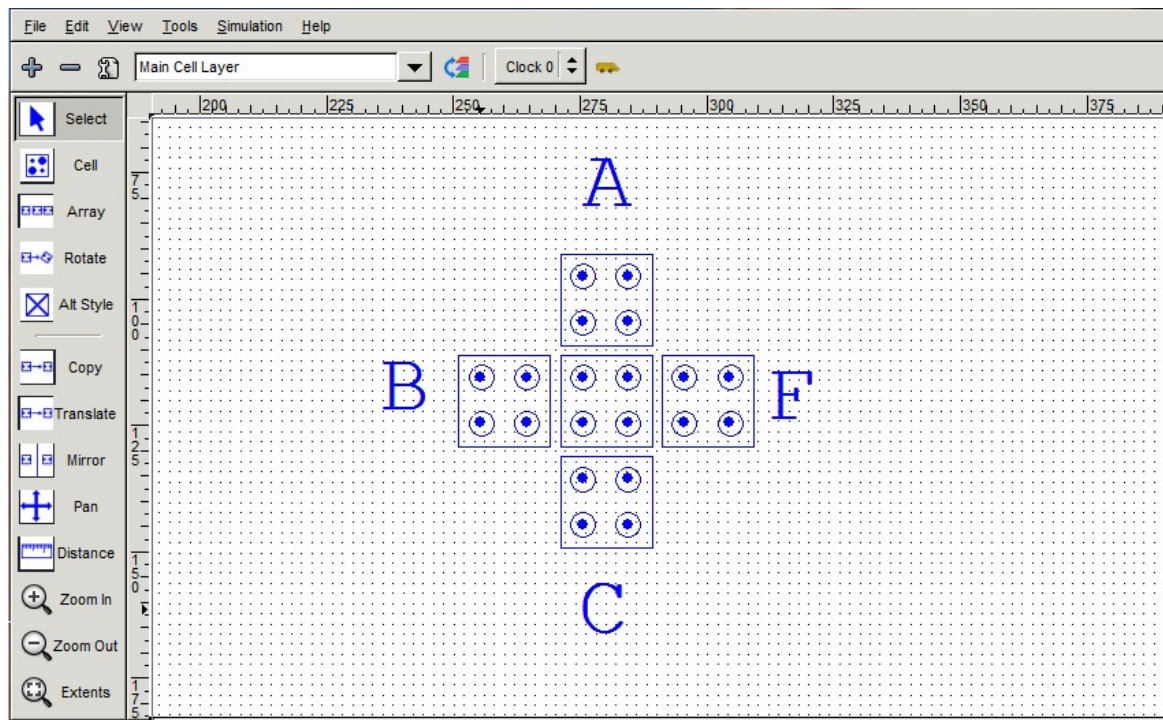 File Edit View Tools Simulation Help
Main Cell Layer Clock 0
200 225 250 275 300 325 350 375
Select
Cell
Array
Rotate
Alt Style
Copy
Translate
Mirror
Pan
Distance
Zoom In
Zoom Out
Extents
75
100
125
150
175
A
B
F
C